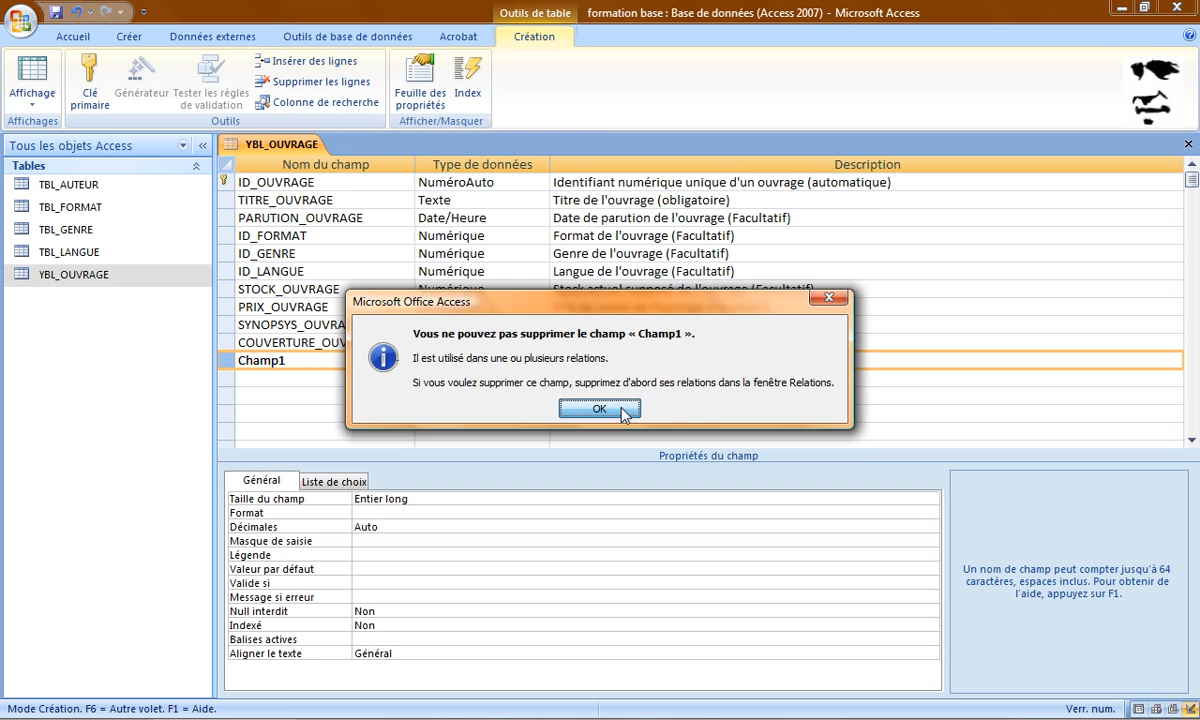 Outils de table
formation base : Base de données (Access 2007) - Microsoft Access
Accueil
Créer
Données externes
Outils de base de données
Acrobat
Création
Affichage
Clé primaire
Générateur
Tester les règles de validation
Insérer des lignes
Supprimer les lignes
Colonne de recherche
Feuille des propriétés
Index
Affichages
Outils
Afficher/Masquer
Tous les objets Access
«
Tables
TBL_AUTEUR
TBL_FORMAT
TBL_GENRE
TBL_LANGUE
YBL_OUVRAGE
YBL_OUVRAGE
Nom du champ Type de données Description
ID_OUVRAGE NuméroAuto Identifiant numérique unique d'un ouvrage (automatique)
TITRE_OUVRAGE Texte Titre de l'ouvrage (obligatoire)
PARUTION_OUVRAGE Date/Heure Date de parution de l'ouvrage (Facultatif)
ID_FORMAT Numérique Format de l'ouvrage (Facultatif)
ID_GENRE Numérique Genre de l'ouvrage (Facultatif)
ID_LANGUE Numérique Langue de l'ouvrage (Facultatif)
STOCK_OUVRAGE Numérique Stock actuel supposé de l'ouvrage (Facultatif)
PRIX_OUVRAGE
SYNOPSYS_OUVRA
COUVERTURE_OUV
Champ1
Microsoft Office Access
Vous ne pouvez pas supprimer le champ « Champ1 ».
Il est utilisé dans une ou plusieurs relations.
Si vous voulez supprimer ce champ, supprimez d'abord ses relations dans la fenêtre Relations.
OK
Propriétés du champ
Général
Liste de choix
Taille du champ Entier long
Format
Décimales Auto
Masque de saisie
Légende
Valeur par défaut
Valide si
Message si erreur
Null interdit Non
Indexé Non
Balises actives
Aligner le texte Général
Un nom de champ peut compter jusqu'à 64
caractères, espaces inclus. Pour obtenir de
l'aide, appuyez sur F1.
Mode Création. F6 = Autre volet. F1 = Aide.
Verr. num.